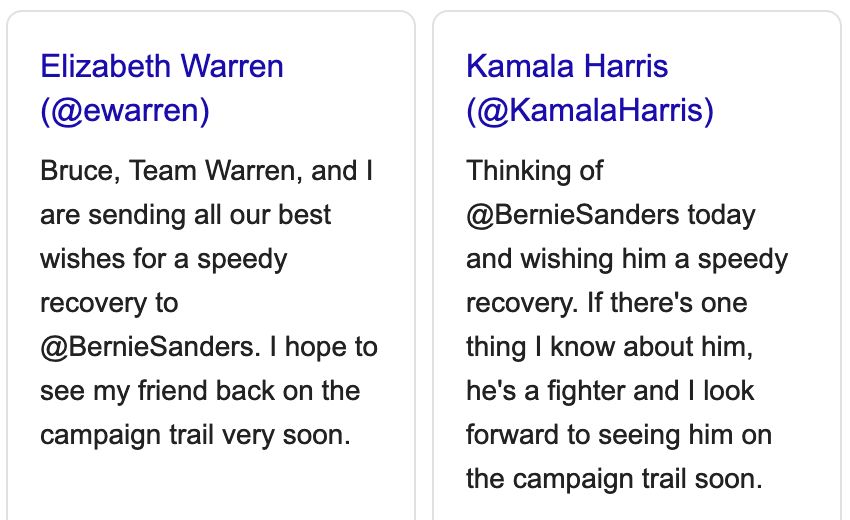 Elizabeth Warren
(@ewarren)
Bruce, Team Warren, and I
are sending all our best
wishes for a speedy
recovery to
@BernieSanders. I hope to
see my friend back on the
campaign trail very soon.
Kamala Harris
(@KamalaHarris)
Thinking of
@BernieSanders today
and wishing him a speedy
recovery. If there's one
thing I know about him,
he's a fighter and I look
forward to seeing him on
the campaign trail soon.